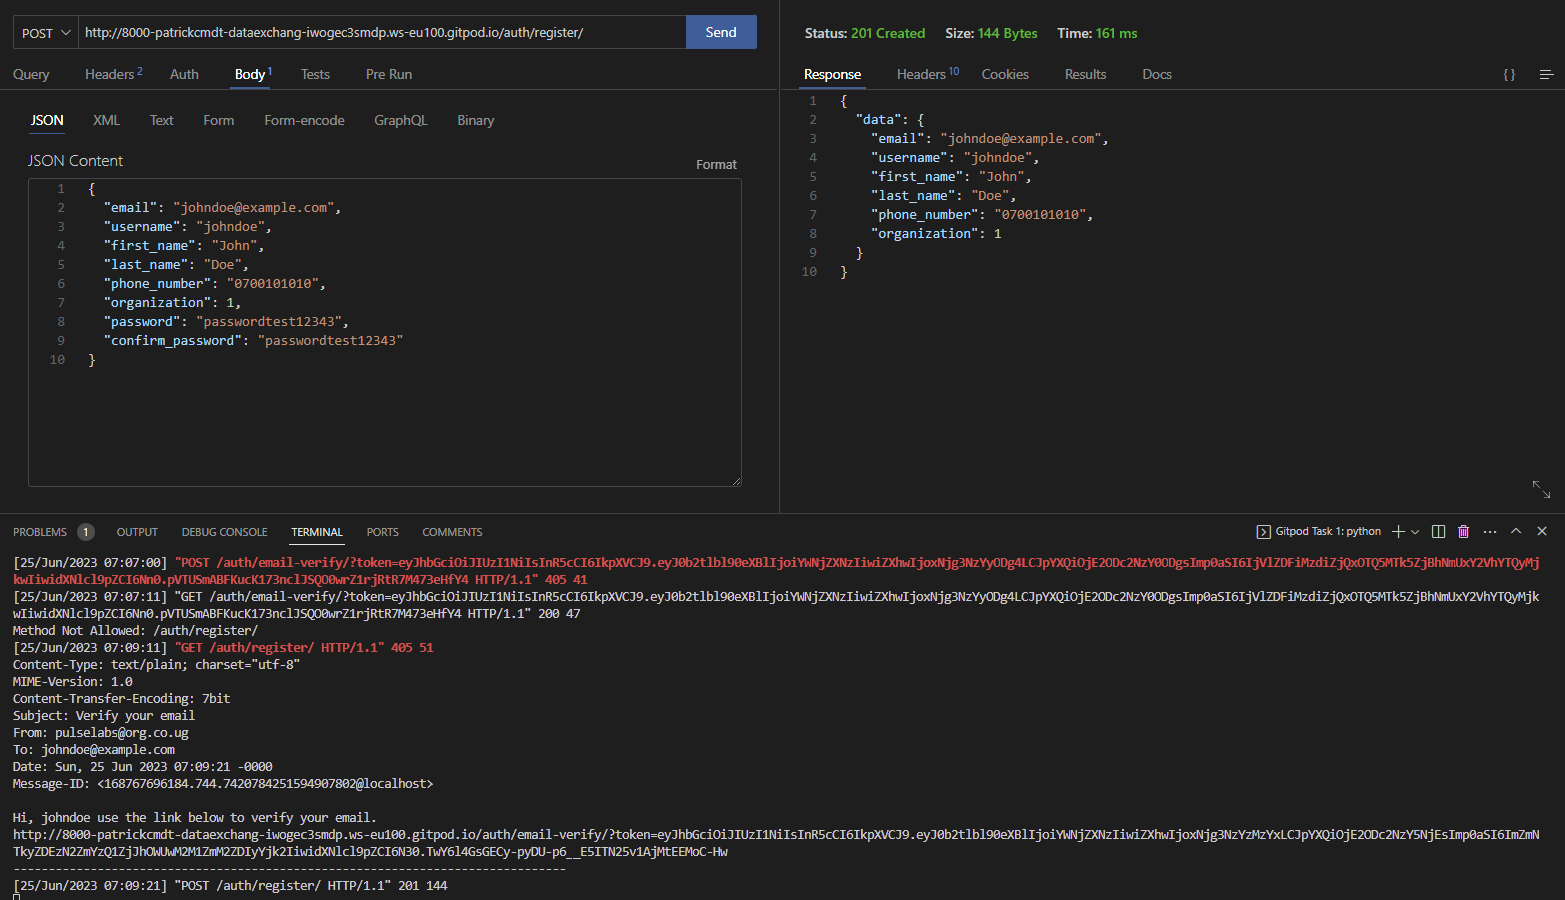 POST http://8000-patrickcmdt-dataexchang-iwogec3smdp.ws-eu100.gitpod.io/auth/register/ Send
Query Headers 2 Auth Body 1 Tests Pre Run
JSON XML Text Form Form-encode GraphQL Binary
JSON Content
Format
1 {
2 "email": "johndoe@example.com",
3 "username": "johndoe",
4 "first_name": "John",
5 "last_name": "Doe",
6 "phone_number": "0700101010",
7 "organization": 1,
8 "password": "passwordtest12343",
9 "confirm_password": "passwordtest12343"
10 }
Status: 201 Created Size: 144 Bytes Time: 161 ms
Response Headers 10 Cookies Results Docs { }
1 {
2 "data": {
3 "email": "johndoe@example.com",
4 "username": "johndoe",
5 "first_name": "John",
6 "last_name": "Doe",
7 "phone_number": "0700101010",
8 "organization": 1
9 }
10 }
PROBLEMS 1 OUTPUT DEBUG CONSOLE TERMINAL PORTS COMMENTS Gitpod Task 1: python
[25/Jun/2023 07:07:00] "POST /auth/email-verify/?token=eyJhbGciOiJIUzI1NiIsInR5cCI6IkpXVCJ9.eyJ0b2tlbl90eXBlIjoiYWNjZXNzIiwiZXhwIjoxNjg3NzYyODg4LCJpYXQiOjE2ODc2NzY0ODgsImp0aSI6IjVlZDFiMzdiZjQxOTQ5MTk5ZjBhNmUxY2VhYTQyMj
kwIiwidXNlcl9pZCI6Nn0.pVTUSmABFKucK173nclJSQO0wrZ1rjRtR7M473eHfY4 HTTP/1.1" 405 41
[25/Jun/2023 07:07:11] "GET /auth/email-verify/?token=eyJhbGciOiJIUzI1NiIsInR5cCI6IkpXVCJ9.eyJ0b2tlbl90eXBlIjoiYWNjZXNzIiwiZXhwIjoxNjg3NzYyODg4LCJpYXQiOjE2ODc2NzY0ODgsImp0aSI6IjVlZDFiMzdiZjQxOTQ5MTk5ZjBhNmUxY2VhYTQyMjk
wIiwidXNlcl9pZCI6Nn0.pVTUSmABFKucK173nclJSQO0wrZ1rjRtR7M473eHfY4 HTTP/1.1" 200 47
Method Not Allowed: /auth/register/
[25/Jun/2023 07:09:11] "GET /auth/register/ HTTP/1.1" 405 51
Content-Type: text/plain; charset="utf-8"
MIME-Version: 1.0
Content-Transfer-Encoding: 7bit
Subject: Verify your email
From: pulselabs@org.co.ug
To: johndoe@example.com
Date: Sun, 25 Jun 2023 07:09:21 -0000
Message-ID: <168767696184.744.7420784251594907802@localhost>
Hi, johndoe use the link below to verify your email.
http://8000-patrickcmdt-dataexchang-iwogec3smdp.ws-eu100.gitpod.io/auth/email-verify/?token=eyJhbGciOiJIUzI1NiIsInR5cCI6IkpXVCJ9.eyJ0b2tlbl90eXBlIjoiYWNjZXNzIiwiZXhwIjoxNjg3NzYzMzYxLCJpYXQiOjE2ODc2NzY5NjEsImp0aSI6ImZmN
TkyZDEzN2ZmYzQ1ZjJhOWUwM2M1ZmM2ZDIyYjk2IiwidXNlcl9pZCI6N30.TwY6l4GsGECy-pyDU-p6__E5ITN25v1AjMtEEMoC-Hw
-------------------------------------------------------------------------------
[25/Jun/2023 07:09:21] "POST /auth/register/ HTTP/1.1" 201 144